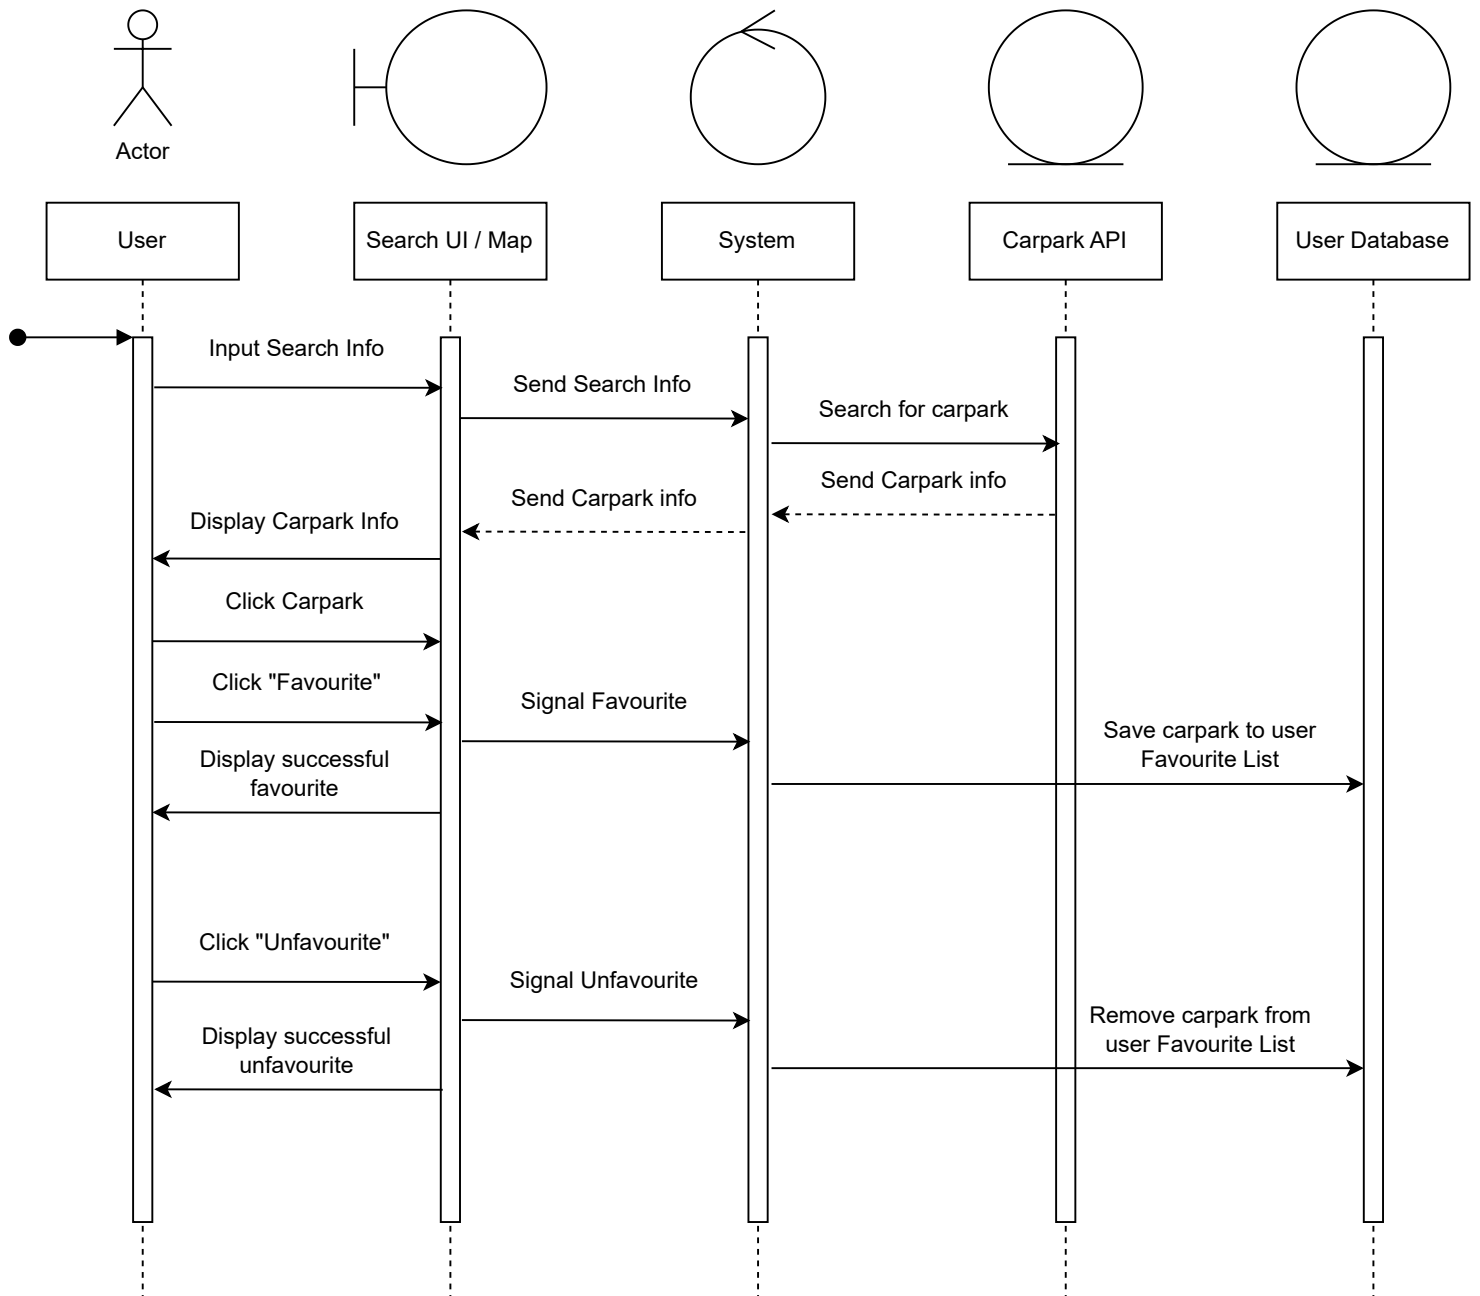 Actor
User
Search UI / Map
System
Carpark API
User Database
Input Search Info
Send Search Info
Search for carpark
Send Carpark info
Send Carpark info
Display Carpark Info
Click Carpark
Click "Favourite"
Signal Favourite
Save carpark to user
Favourite List
Display successful
favourite
Click "Unfavourite"
Signal Unfavourite
Remove carpark from
user Favourite List
Display successful
unfavourite